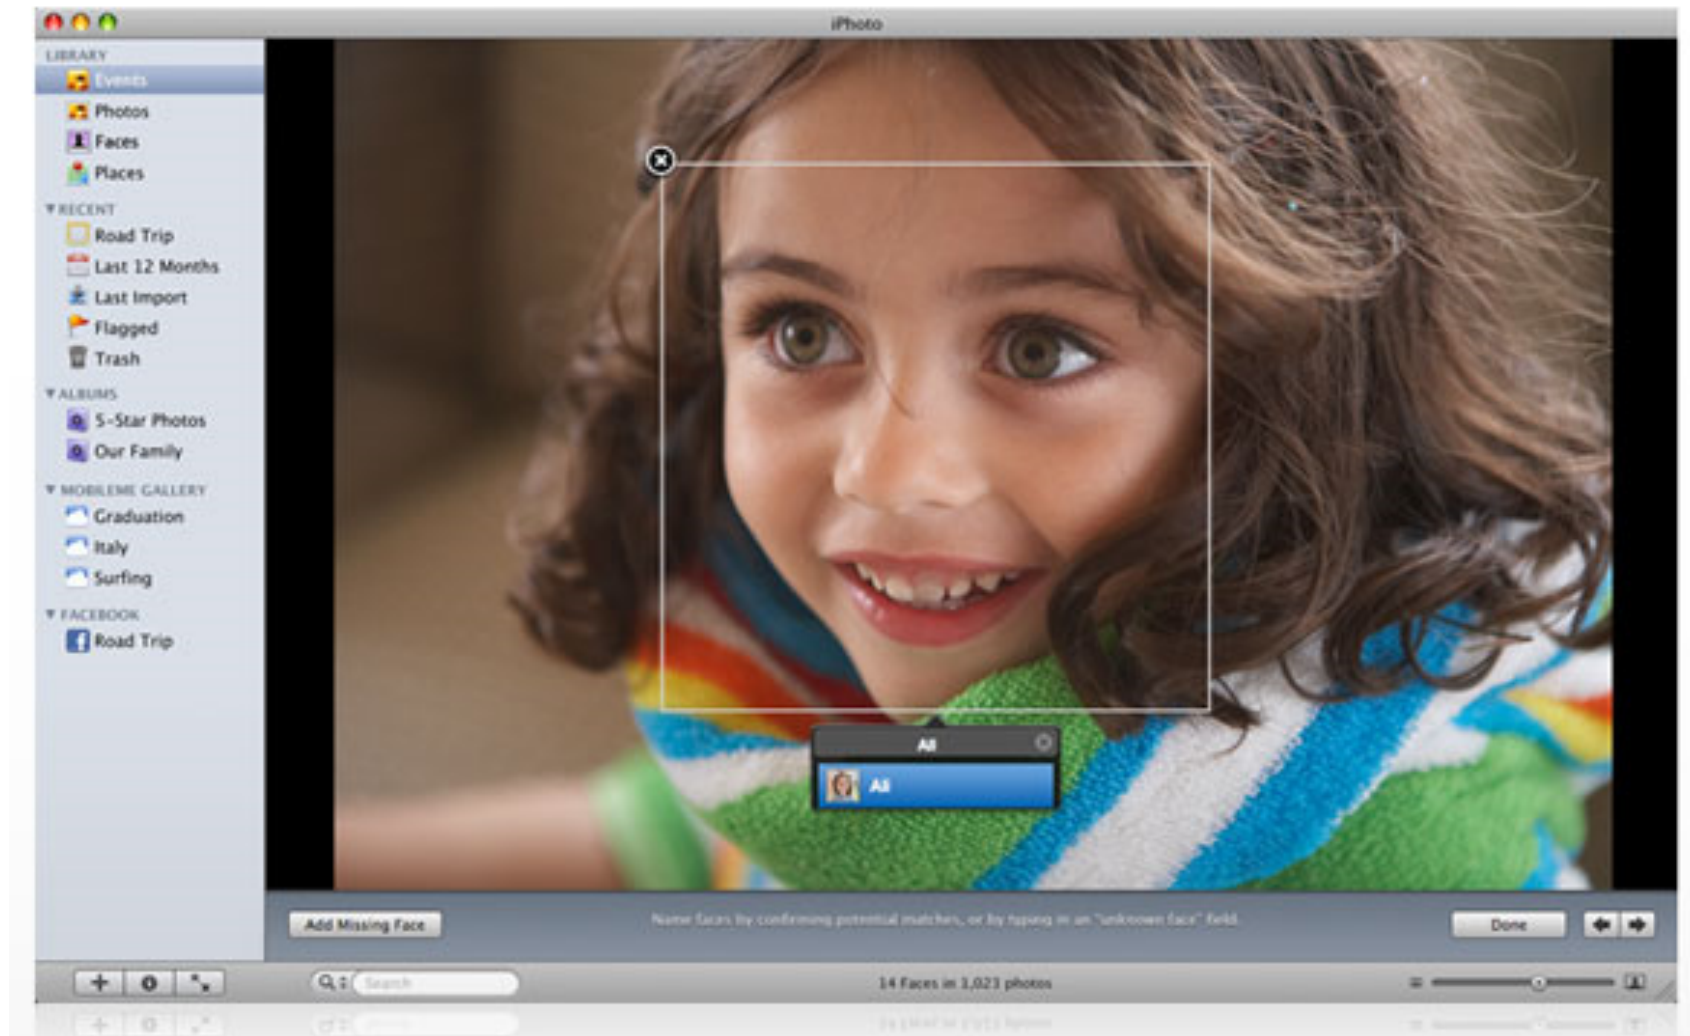 iPhoto
LIBRARY
Events
Photos
Faces
Places
RECENT
Road Trip
Last 12 Months
Last Import
Flagged
Trash
ALBUMS
5-Star Photos
Our Family
MOBILEME GALLERY
Graduation
Italy
Surfing
FACEBOOK
Road Trip
Ali
Ali
Add Missing Face
Name faces by confirming potential matches, or by typing in an "unknown face" field.
Done
Search
14 Faces in 1,023 photos